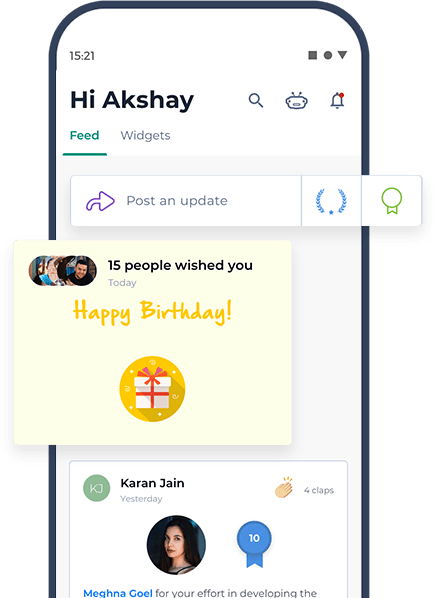 15:21
Hi Akshay
Feed Widgets
Post an update
15 people wished you
Today
Happy Birthday!
KJ Karan Jain
Yesterday
4 claps
10
Meghna Goel for your effort in developing the